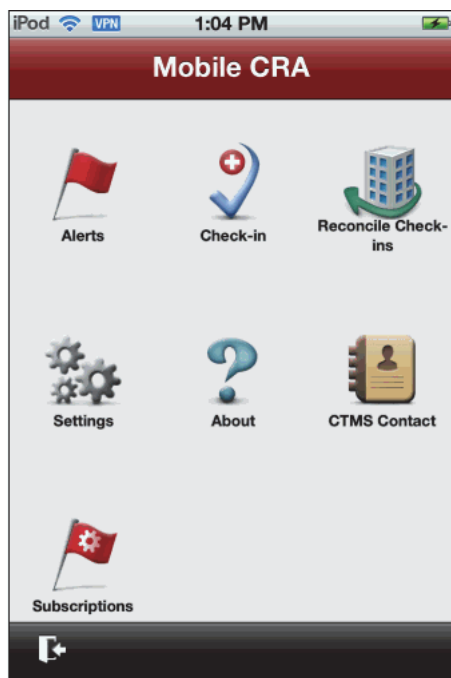 iPod VPN 1:04 PM
Mobile CRA
Alerts
Check-in
Reconcile Check-
ins
Settings
About
CTMS Contact
Subscriptions